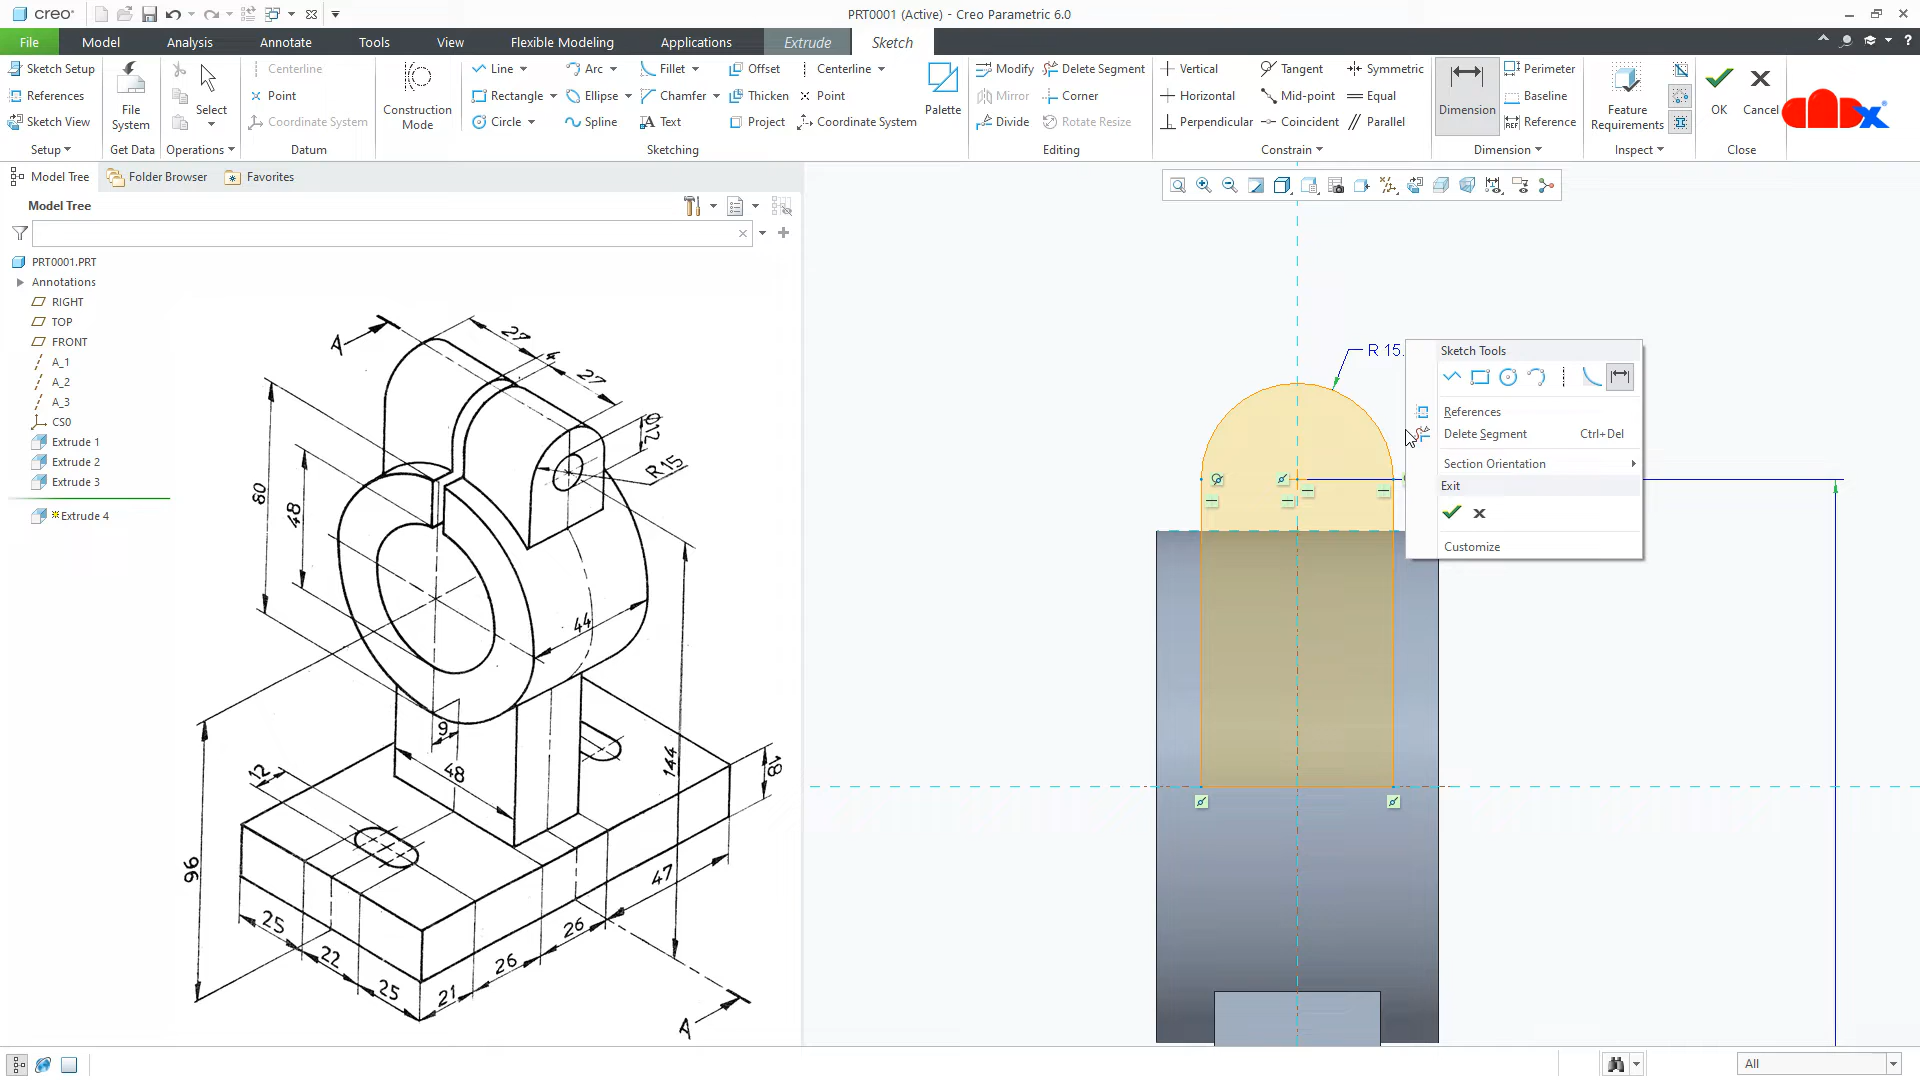 creo
PRT0001 (Active) - Creo Parametric 6.0
File Model Analysis Annotate Tools View Flexible Modeling Applications Extrude Sketch
Sketch Setup
References
Sketch View
Setup
File System
Get Data
Select
Operations
Centerline
Point
Coordinate System
Datum
Construction Mode
Line Arc Fillet Offset Centerline
Rectangle Ellipse Chamfer Thicken Point
Circle Spline Text Project Coordinate System
Palette
Sketching
Modify Delete Segment
Mirror Corner
Divide Rotate Resize
Editing
Vertical Tangent Symmetric
Horizontal Mid-point Equal
Perpendicular Coincident Parallel
Constrain
Dimension
Perimeter
Baseline
Reference
Dimension
Feature Requirements
Inspect
OK
Cancel
Close
Model Tree Folder Browser Favorites
Model Tree
PRT0001.PRT
Annotations
RIGHT
TOP
FRONT
A_1
A_2
A_3
CS0
Extrude 1
Extrude 2
Extrude 3
Extrude 4
A
27
4
27
∅12
R 15
80
48
44
9
48
144
18
12
96
47
26
26
25
22
25
21
A
R 15.
Sketch Tools
References
Delete Segment Ctrl+Del
Section Orientation
Exit
Customize
All